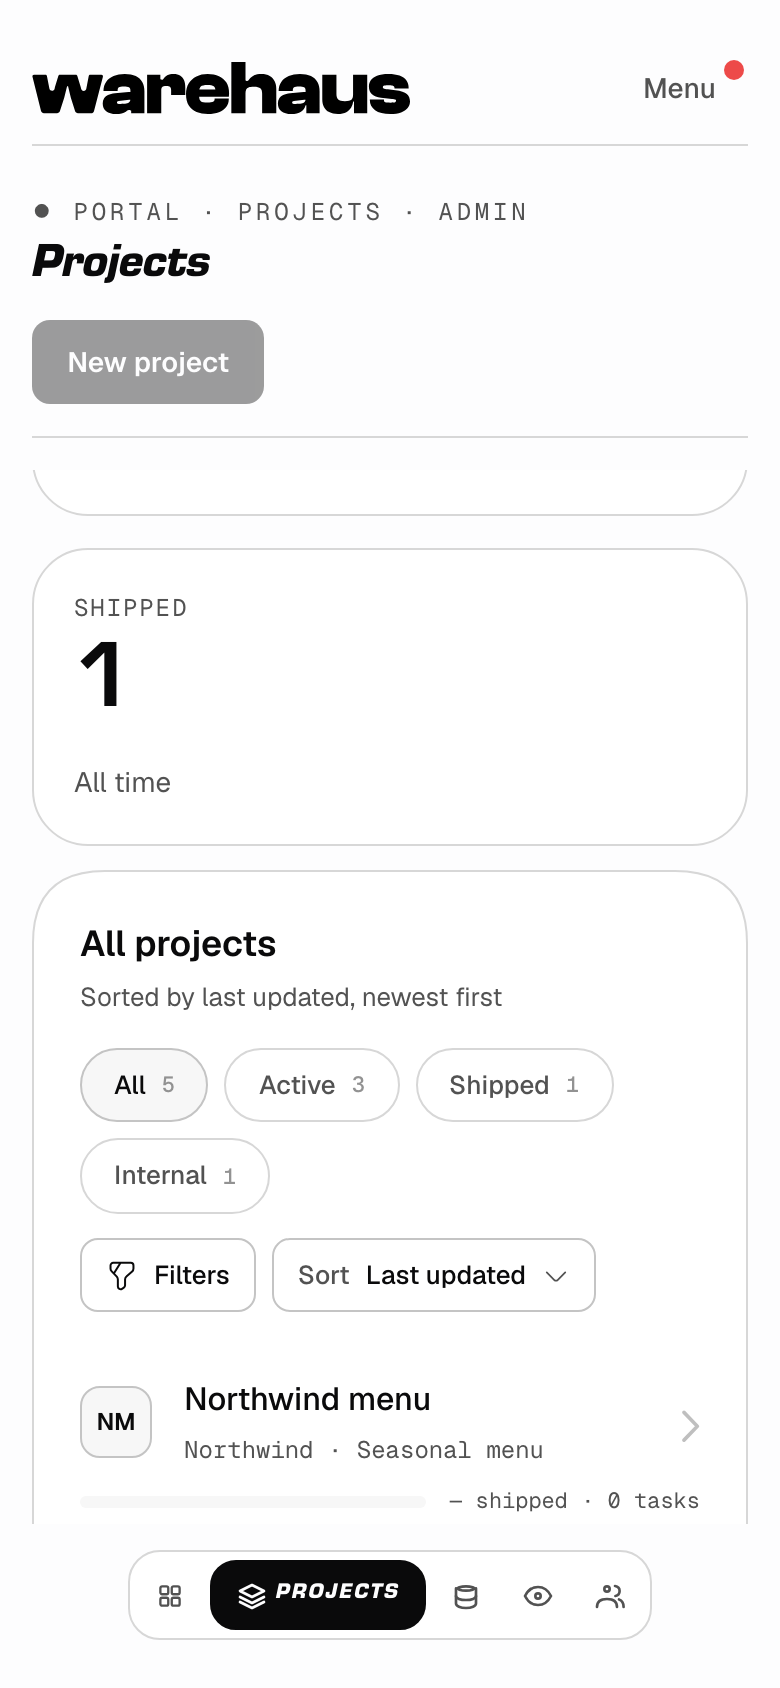 warehaus
Menu
PORTAL · PROJECTS · ADMIN
Projects
New project
SHIPPED
1
All time
All projects
Sorted by last updated, newest first
All 5 Active 3 Shipped 1
Internal 1
Filters Sort Last updated
NM
Northwind menu
Northwind · Seasonal menu
— shipped · 0 tasks
PROJECTS